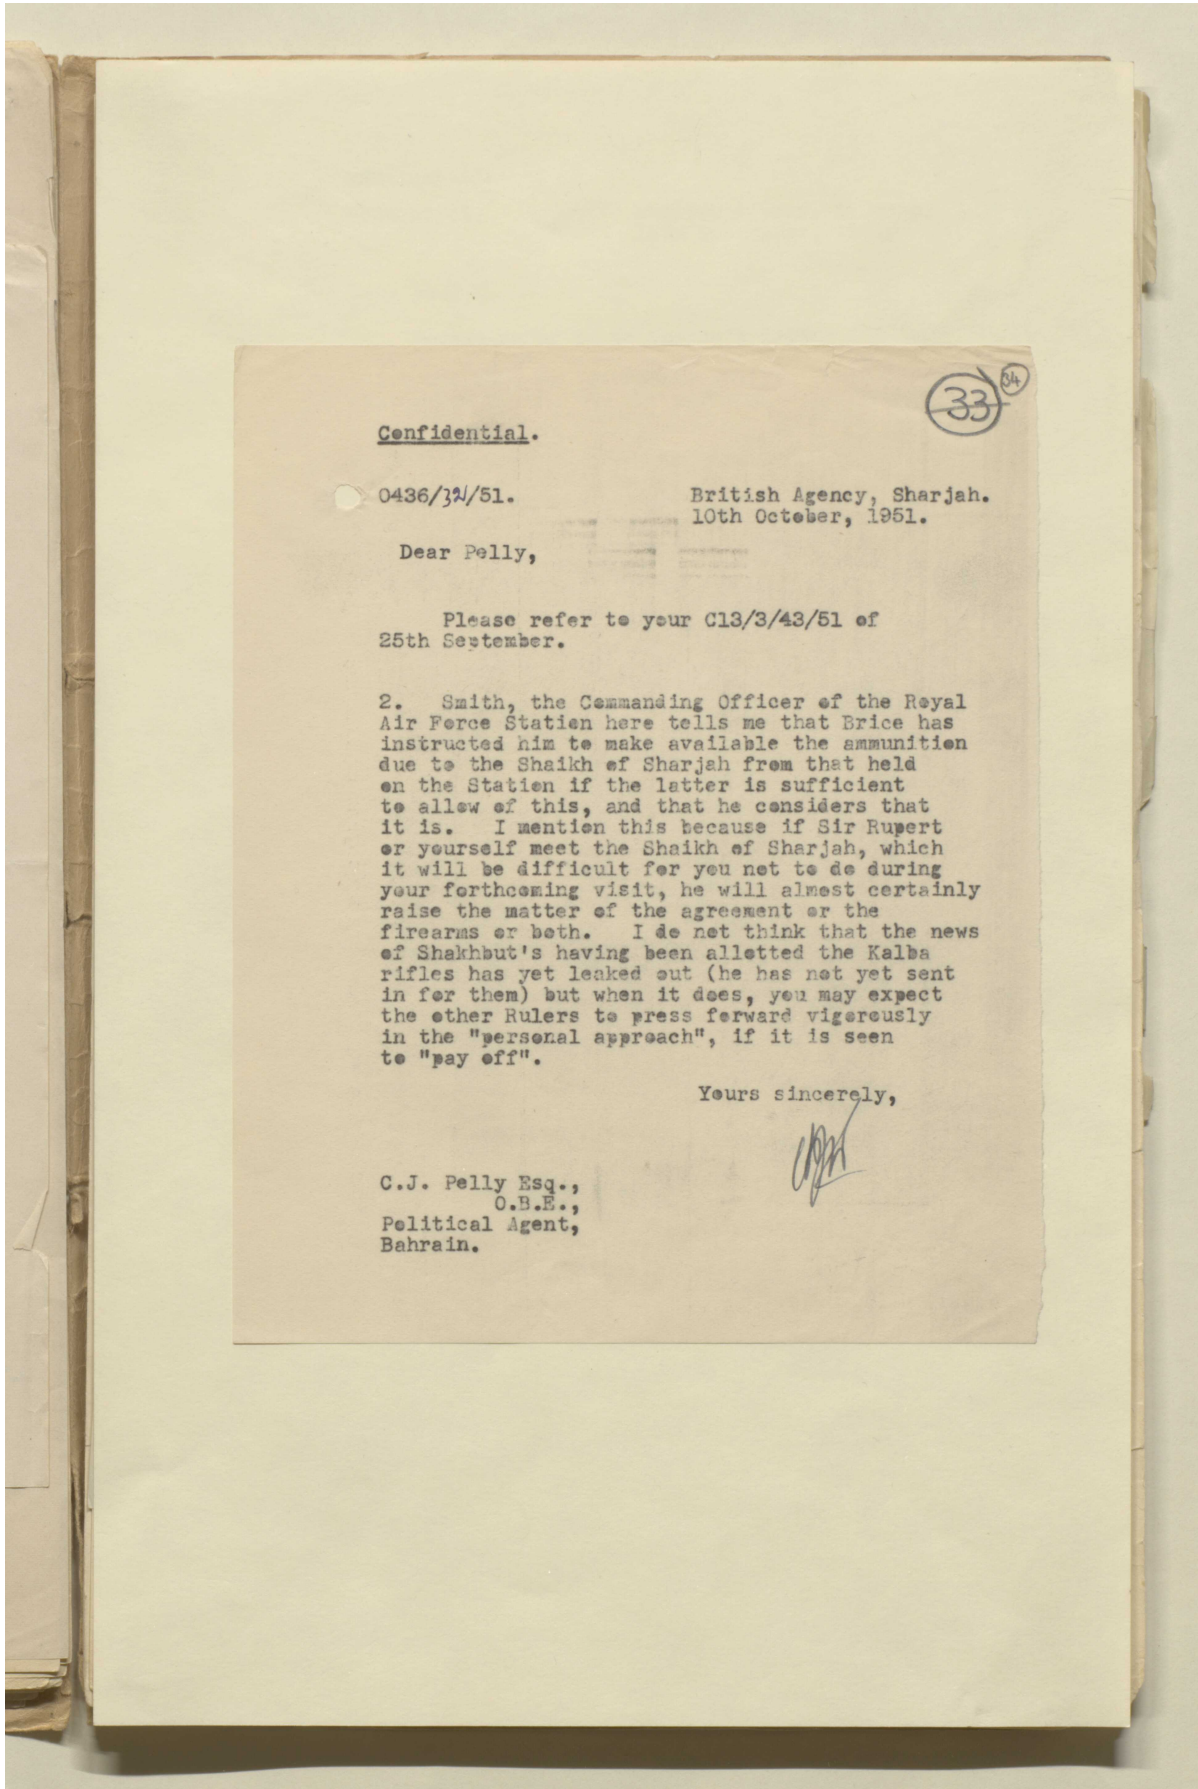 33
34
Confidential.
0436/32/51.
British Agency, Sharjah.
10th October, 1951.
Dear Pelly,
Please refer to your C13/3/43/51 of
25th September.
2. Smith, the Commanding Officer of the Royal
Air Force Station here tells me that Brice has
instructed him to make available the ammunition
due to the Shaikh of Sharjah from that held
on the Station if the latter is sufficient
to allow of this, and that he considers that
it is. I mention this because if Sir Rupert
or yourself meet the Shaikh of Sharjah, which
it will be difficult for you not to do during
your forthcoming visit, he will almost certainly
raise the matter of the agreement or the
firearms or both. I do not think that the news
of Shakhbut's having been allotted the Kalba
rifles has yet leaked out (he has not yet sent
in for them) but when it does, you may expect
the other Rulers to press forward vigorously
in the "personal approach", if it is seen
to "pay off".
Yours sincerely,
C.J. Pelly Esq.,
O.B.E.,
Political Agent,
Bahrain.